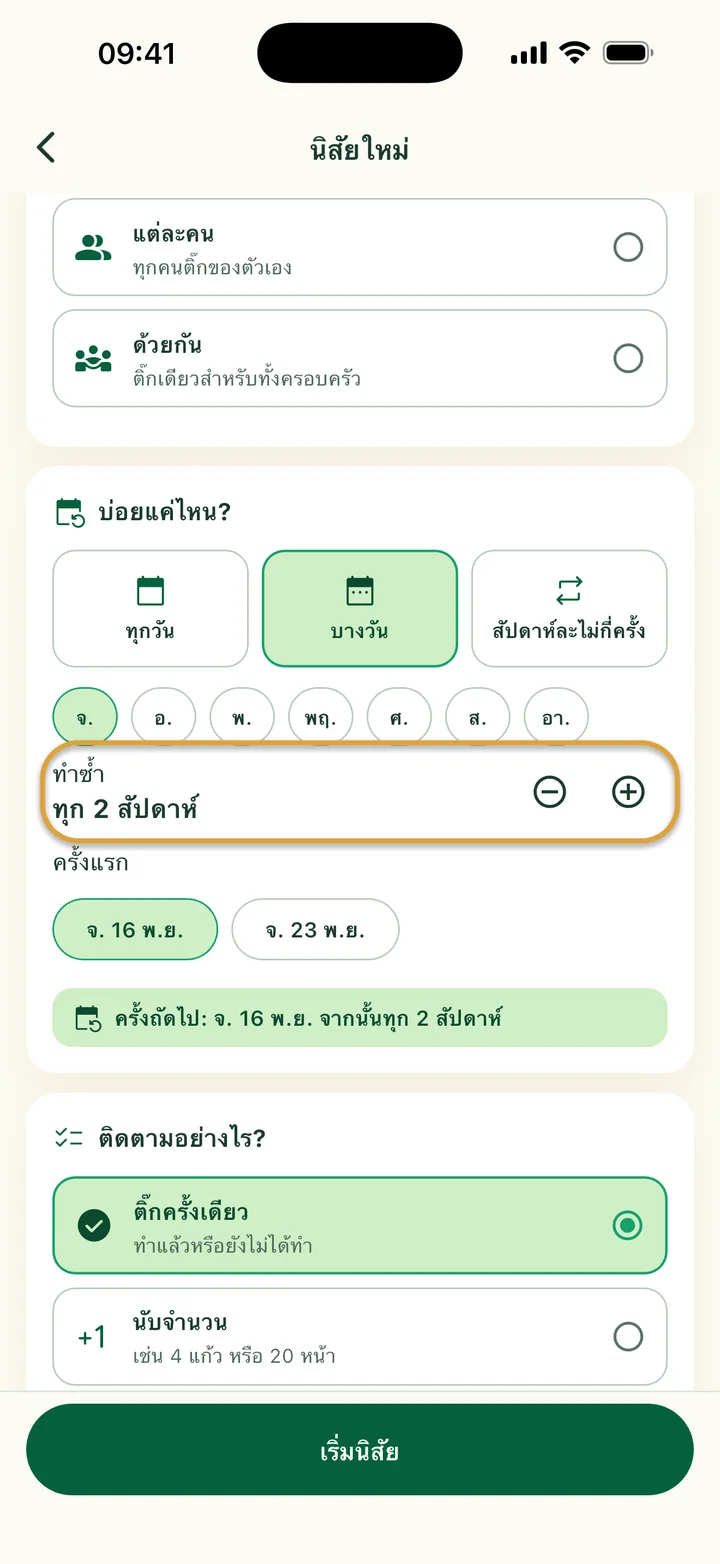 09:41
นิสัยใหม่
แต่ละคน
ทุกคนติ๊กของตัวเอง
ด้วยกัน
ติ๊กเดียวสำหรับทั้งครอบครัว
บ่อยแค่ไหน?
ทุกวัน
บางวัน
สัปดาห์ละไม่กี่ครั้ง
จ. อ. พ. พฤ. ศ. ส. อา.
ทำซ้ำ
ทุก 2 สัปดาห์
ครั้งแรก
จ. 16 พ.ย. จ. 23 พ.ย.
ครั้งถัดไป: จ. 16 พ.ย. จากนั้นทุก 2 สัปดาห์
ติดตามอย่างไร?
ติ๊กครั้งเดียว
ทำแล้วหรือยังไม่ได้ทำ
+1 นับจำนวน
เช่น 4 แก้ว หรือ 20 หน้า
เริ่มนิสัย